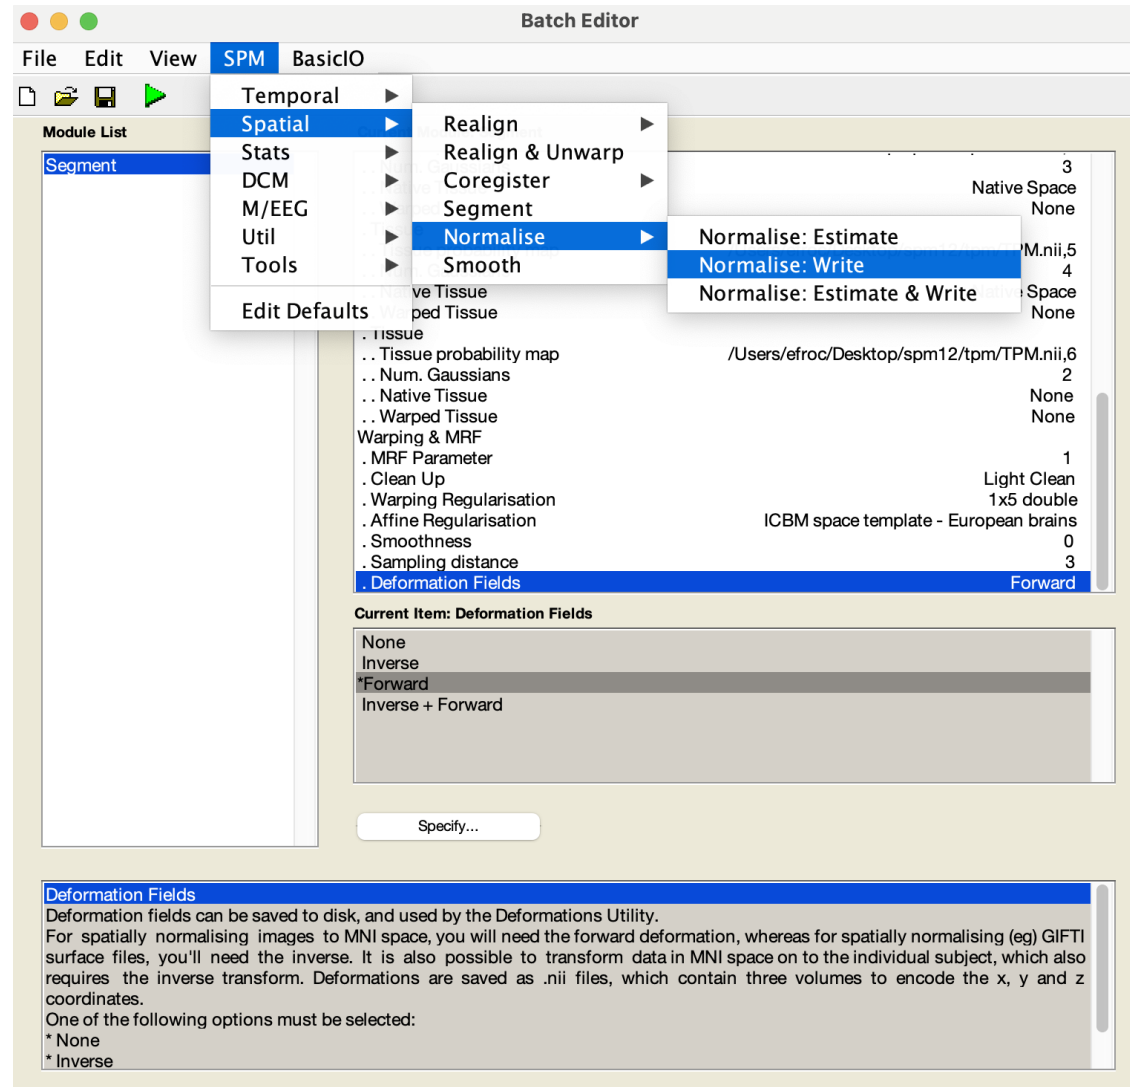 Batch Editor
File Edit View SPM BasicIO
Temporal
Spatial
Stats
DCM
M/EEG
Util
Tools
Edit Defaults
Realign
Realign & Unwarp
Coregister
Segment
Normalise
Smooth
Normalise: Estimate
Normalise: Write
Normalise: Estimate & Write
Module List
Segment
3
Native Space
None
TPM.nii,5
4
Native Tissue Space
Warped Tissue None
. Tissue
. . Tissue probability map /Users/efroc/Desktop/spm12/tpm/TPM.nii,6
. . Num. Gaussians 2
. . Native Tissue None
. . Warped Tissue None
Warping & MRF
. MRF Parameter 1
. Clean Up Light Clean
. Warping Regularisation 1x5 double
. Affine Regularisation ICBM space template - European brains
. Smoothness 0
. Sampling distance 3
. Deformation Fields Forward
Current Item: Deformation Fields
None
Inverse
*Forward
Inverse + Forward
Specify...
Deformation Fields
Deformation fields can be saved to disk, and used by the Deformations Utility.
For spatially normalising images to MNI space, you will need the forward deformation, whereas for spatially normalising (eg) GIFTI
surface files, you'll need the inverse. It is also possible to transform data in MNI space on to the individual subject, which also
requires the inverse transform. Deformations are saved as .nii files, which contain three volumes to encode the x, y and z
coordinates.
One of the following options must be selected:
* None
* Inverse